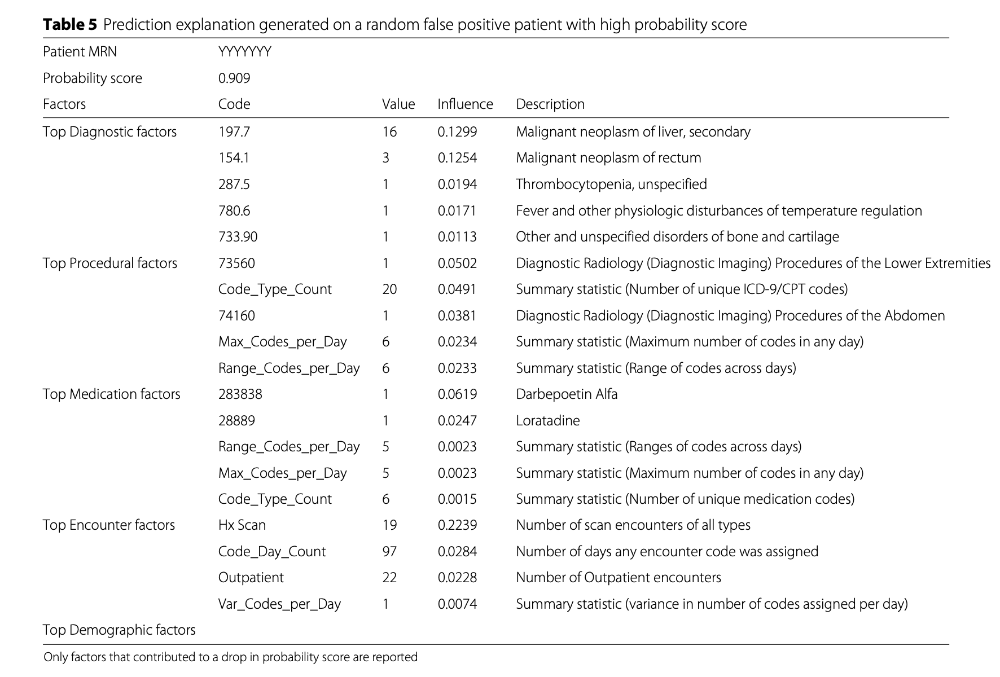 Table 5 Prediction explanation generated on a random false positive patient with high probability score
Patient MRN YYYYYYY
Probability score 0.909
Factors Code Value Influence Description
Top Diagnostic factors 197.7 16 0.1299 Malignant neoplasm of liver, secondary
154.1 3 0.1254 Malignant neoplasm of rectum
287.5 1 0.0194 Thrombocytopenia, unspecified
780.6 1 0.0171 Fever and other physiologic disturbances of temperature regulation
733.90 1 0.0113 Other and unspecified disorders of bone and cartilage
Top Procedural factors 73560 1 0.0502 Diagnostic Radiology (Diagnostic Imaging) Procedures of the Lower Extremities
Code_Type_Count 20 0.0491 Summary statistic (Number of unique ICD-9/CPT codes)
74160 1 0.0381 Diagnostic Radiology (Diagnostic Imaging) Procedures of the Abdomen
Max_Codes_per_Day 6 0.0234 Summary statistic (Maximum number of codes in any day)
Range_Codes_per_Day 6 0.0233 Summary statistic (Range of codes across days)
Top Medication factors 283838 1 0.0619 Darbepoetin Alfa
28889 1 0.0247 Loratadine
Range_Codes_per_Day 5 0.0023 Summary statistic (Ranges of codes across days)
Max_Codes_per_Day 5 0.0023 Summary statistic (Maximum number of codes in any day)
Code_Type_Count 6 0.0015 Summary statistic (Number of unique medication codes)
Top Encounter factors Hx Scan 19 0.2239 Number of scan encounters of all types
Code_Day_Count 97 0.0284 Number of days any encounter code was assigned
Outpatient 22 0.0228 Number of Outpatient encounters
Var_Codes_per_Day 1 0.0074 Summary statistic (variance in number of codes assigned per day)
Top Demographic factors
Only factors that contributed to a drop in probability score are reported